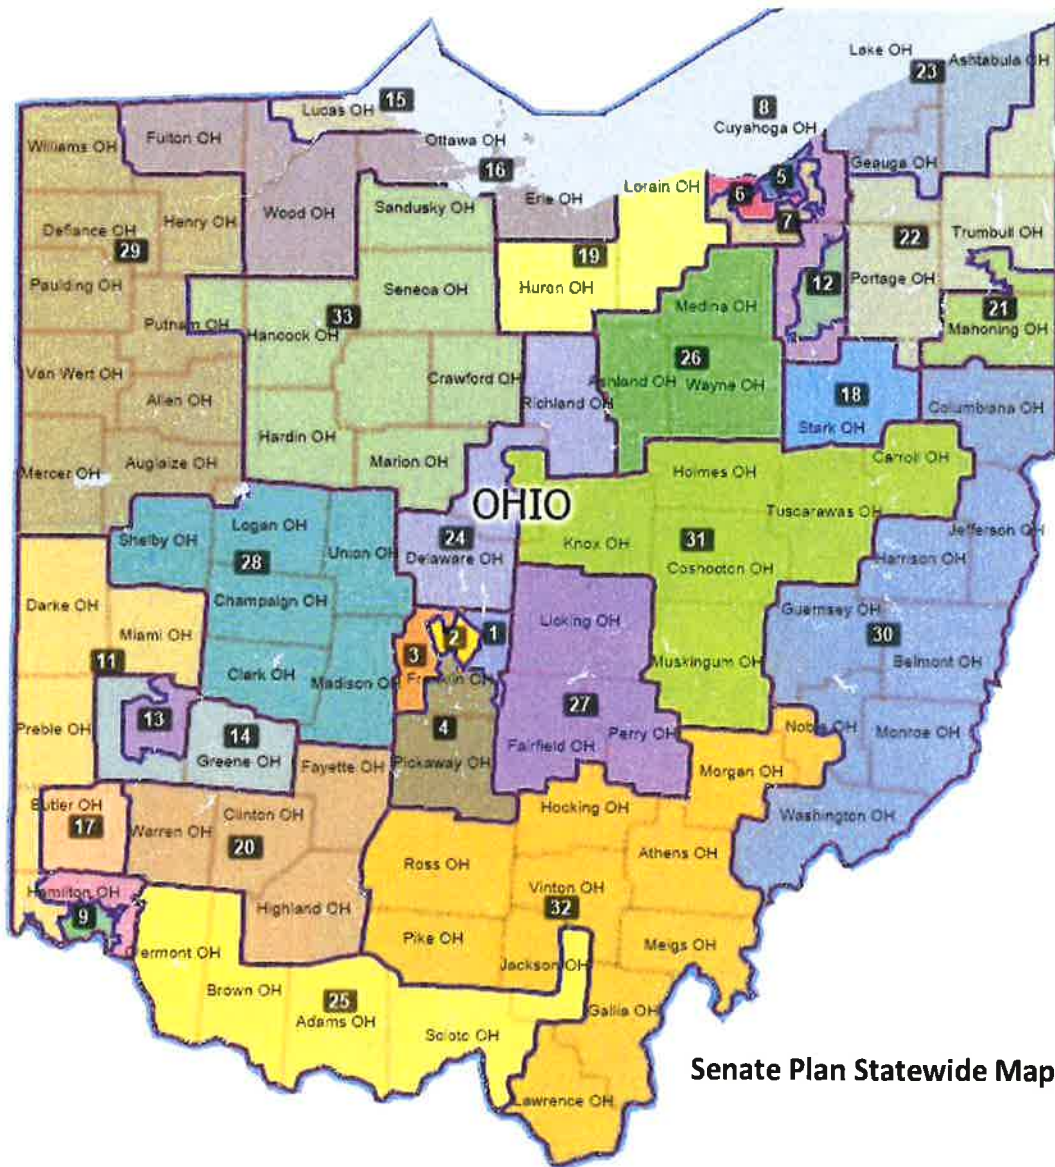 Lake OH
23
Ashtabula OH
15
Lucas OH
8
Cuyahoga OH
Williams OH
Fulton OH
Ottawa OH
16
Geauga OH
5
6
Lorain OH
Erie OH
Wood OH
Sandusky OH
7
Henry OH
Defiance OH
29
22
Trumbull OH
19
Huron OH
Seneca OH
12
Portage OH
Paulding OH
Medina OH
21
Mahoning OH
33
Putnam OH
Hancock OH
26
Van Wert OH
Crawford OH
Ashland OH
Wayne OH
18
Allen OH
Richland OH
Columbiana OH
Stark OH
Hardin OH
Auglaize OH
Marion OH
Mercer OH
Holmes OH
Carroll OH
OHIO
Tuscarawas OH
Logan OH
Shelby OH
28
Union OH
24
Delaware OH
Knox OH
31
Jefferson OH
Harrison OH
Coshocton OH
Champaign OH
Darke OH
Guernsey OH
Licking OH
Miami OH
3
2
1
30
11
Clark OH
Madison OH
Franklin OH
Muskingum OH
Belmont OH
27
13
14
4
Preble OH
Greene OH
Fayette OH
Pickaway OH
Fairfield OH
Perry OH
Noble OH
Monroe OH
Morgan OH
Butler OH
17
Clinton OH
Hocking OH
Washington OH
Warren OH
20
Athens OH
Ross OH
Hamilton OH
Vinton OH
9
Highland OH
32
Pike OH
Meigs OH
Clermont OH
Jackson OH
Brown OH
25
Adams OH
Gallia OH
Scioto OH
Senate Plan Statewide Map
Lawrence OH